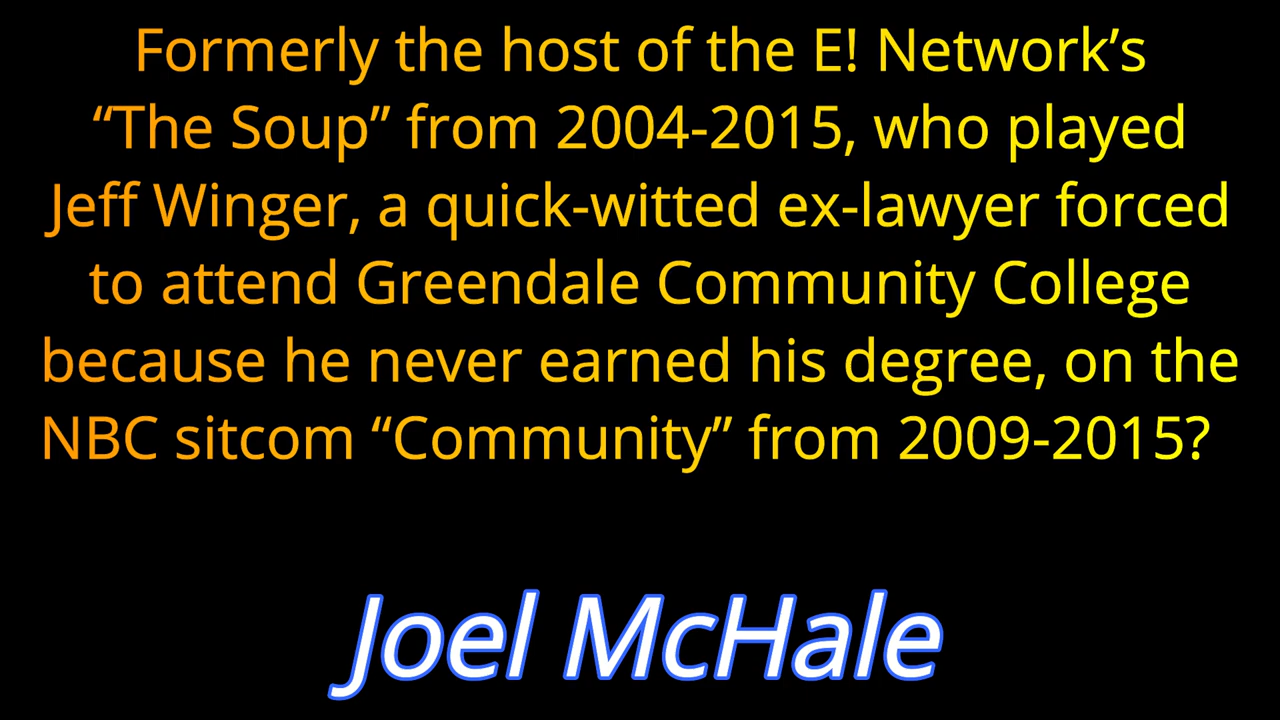 Formerly the host of the E! Network’s
“The Soup” from 2004-2015, who played
Jeff Winger, a quick-witted ex-lawyer forced
to attend Greendale Community College
because he never earned his degree, on the
NBC sitcom “Community” from 2009-2015?
Joel McHale